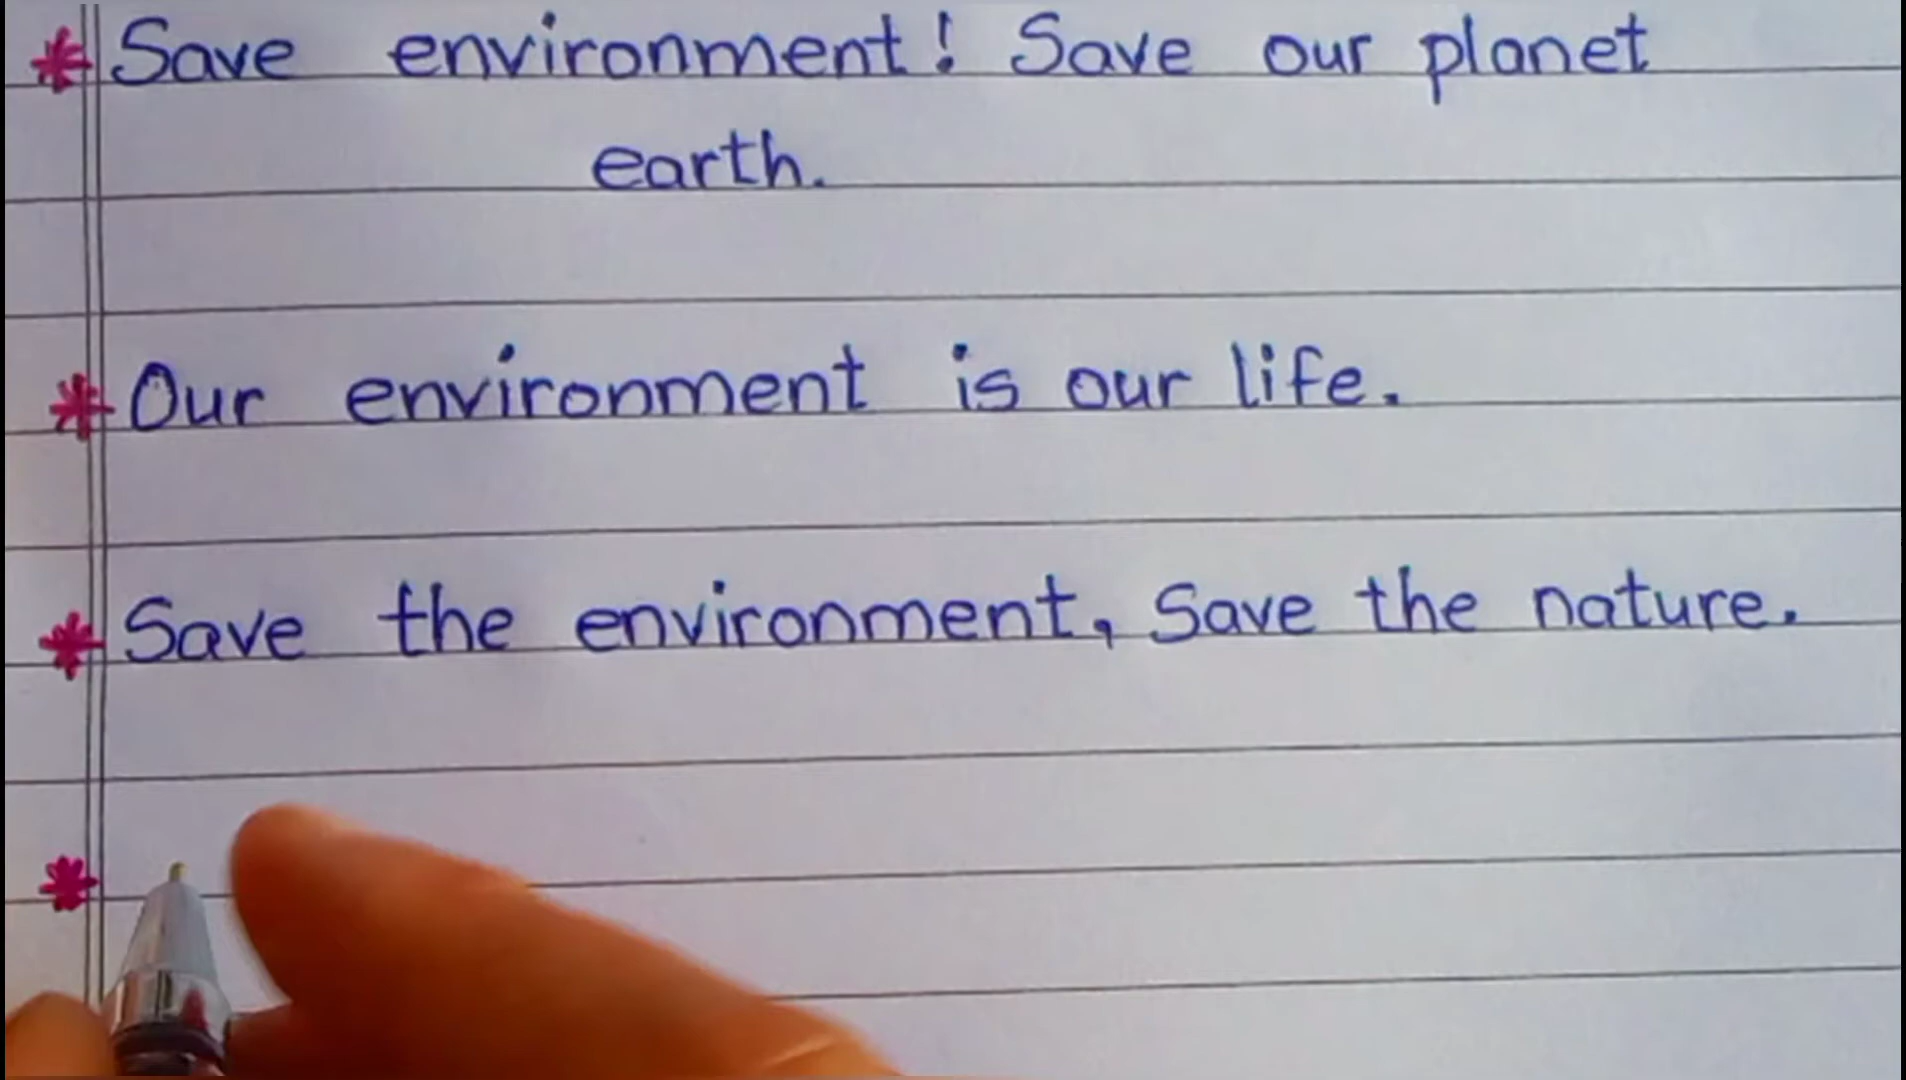 * Save environment! Save our planet
earth.
* Our environment is our life.
* Save the environment, Save the nature.
*